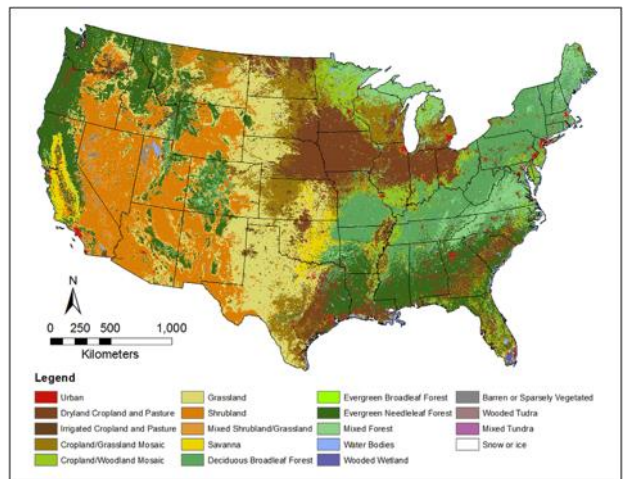 N
0 250 500 1,000
Kilometers
Legend
Urban
Dryland Cropland and Pasture
Irrigated Cropland and Pasture
Cropland/Grassland Mosaic
Cropland/Woodland Mosaic
Grassland
Shrubland
Mixed Shrubland/Grassland
Savanna
Deciduous Broadleaf Forest
Evergreen Broadleaf Forest
Evergreen Needleleaf Forest
Mixed Forest
Water Bodies
Wooded Wetland
Barren or Sparsely Vegetated
Wooded Tudra
Mixed Tundra
Snow or ice